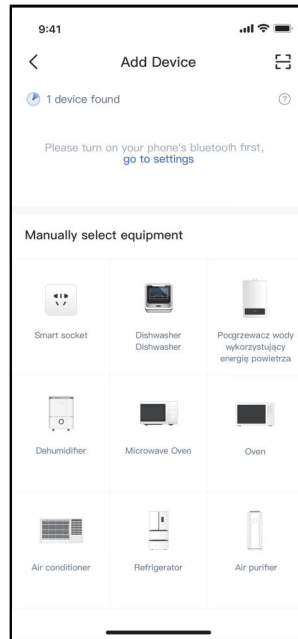 9:41
Add Device
1 device found
Please turn on your phone's bluetooth first,
go to settings
Manually select equipment
Smart socket
Dishwasher
Dishwasher
Pocgrzewacz wody
wykorzystujący
energię powietrza
Dehumidifier
Microwave Oven
Oven
Air conditioner
Refrigerator
Air purifier